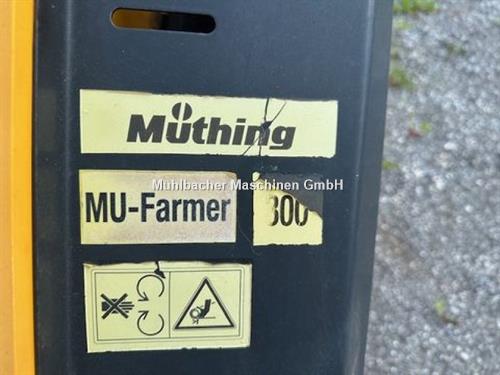 Müthing
Muhlbacher Maschinen GmbH
MU-Farmer 300